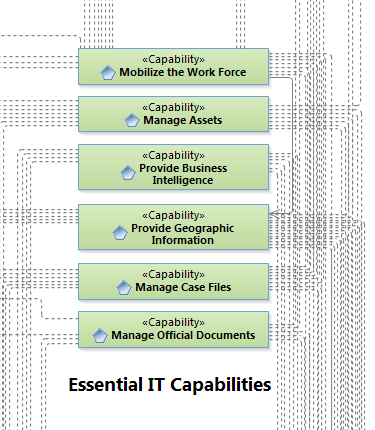 «Capability»
Mobilize the Work Force
«Capability»
Manage Assets
«Capability»
Provide Business
Intelligence
«Capability»
Provide Geographic
Information
«Capability»
Manage Case Files
«Capability»
Manage Official Documents
Essential IT Capabilities